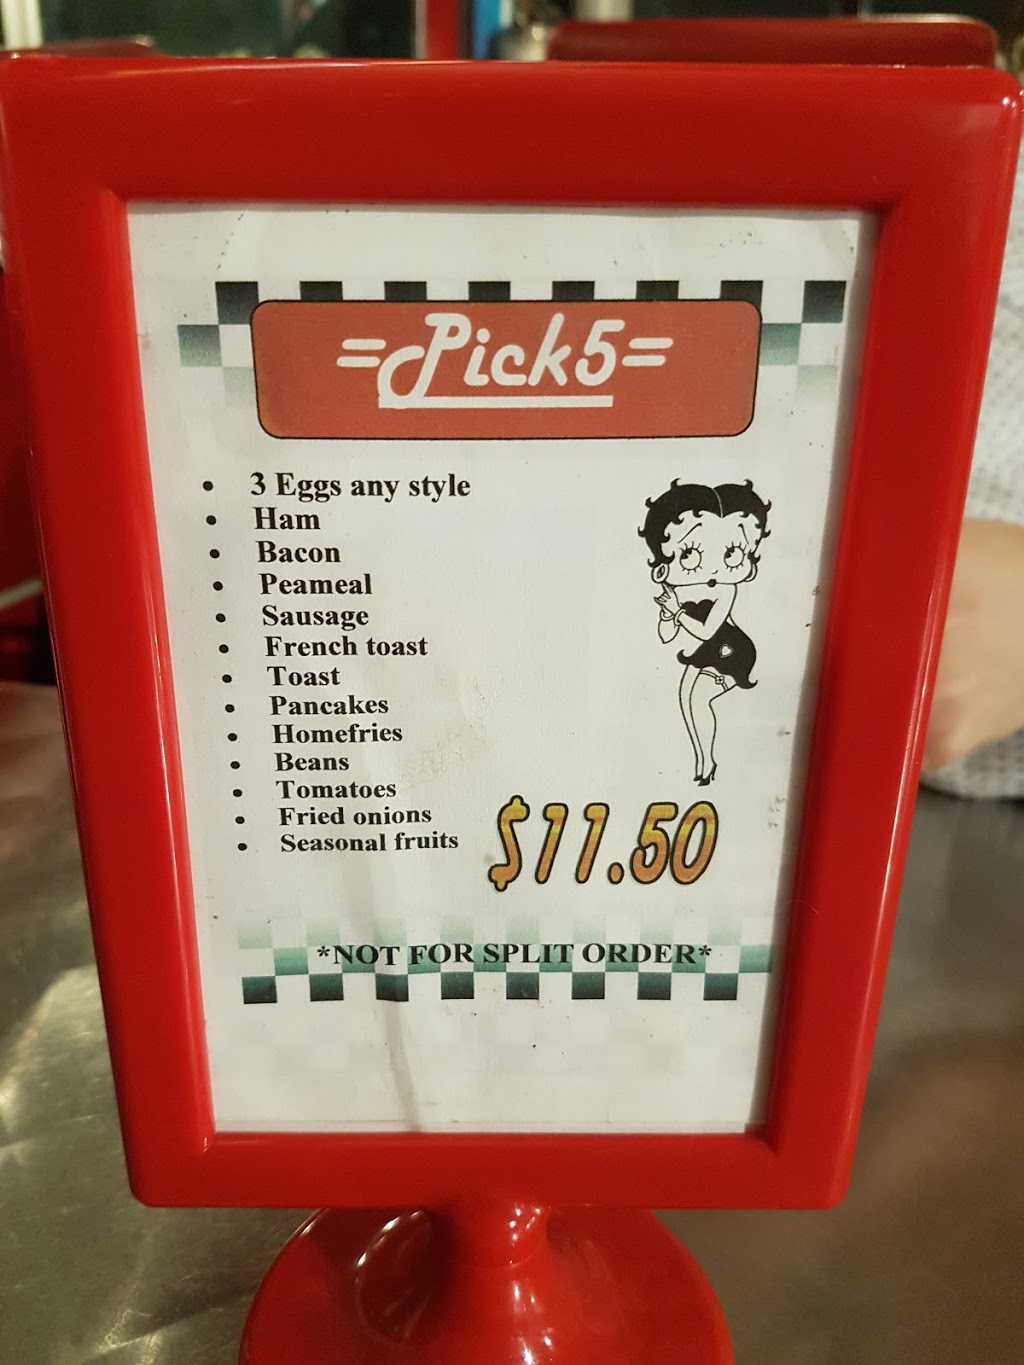 =Pick5=
• 3 Eggs any style
• Ham
• Bacon
• Peameal
• Sausage
• French toast
• Toast
• Pancakes
• Homefries
• Beans
• Tomatoes
• Fried onions
• Seasonal fruits
$11.50
*NOT FOR SPLIT ORDER*